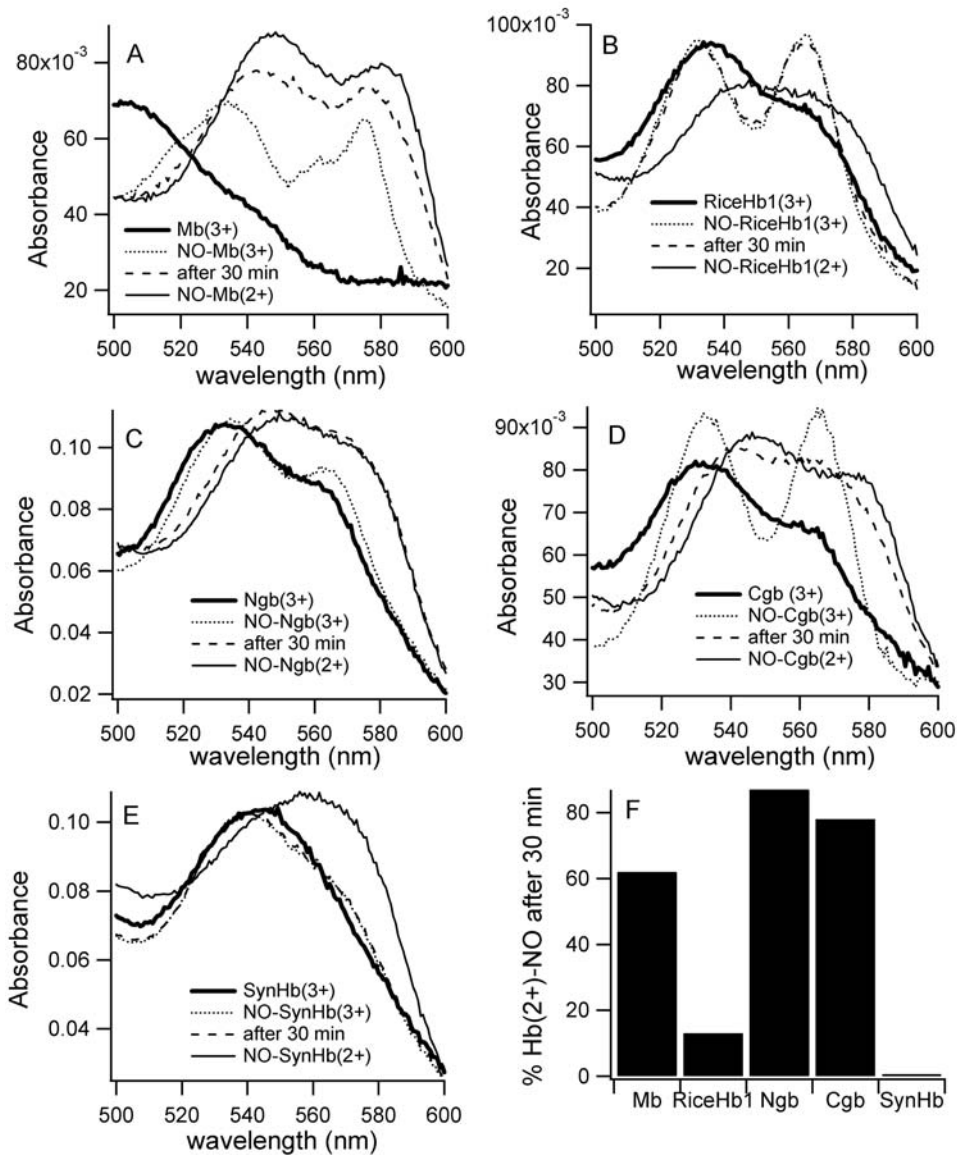 A
80x10⁻³
60
40
20
Absorbance
Mb(3+)
NO-Mb(3+)
after 30 min
NO-Mb(2+)
500 520 540 560 580 600
wavelength (nm)
B
100x10⁻³
80
60
40
20
0
Absorbance
RiceHb1(3+)
NO-RiceHb1(3+)
after 30 min
NO-RiceHb1(2+)
500 520 540 560 580 600
wavelength (nm)
C
0.10
0.08
0.06
0.04
0.02
Absorbance
Ngb(3+)
NO-Ngb(3+)
after 30 min
NO-Ngb(2+)
500 520 540 560 580 600
wavelength (nm)
D
90x10⁻³
80
70
60
50
40
30
Absorbance
Cgb (3+)
NO-Cgb(3+)
after 30 min
NO-Cgb(2+)
500 520 540 560 580 600
wavelength (nm)
E
0.10
0.08
0.06
0.04
Absorbance
SynHb(3+)
NO-SynHb(3+)
after 30 min
NO-SynHb(2+)
500 520 540 560 580 600
wavelength (nm)
F
80
60
40
20
0
% Hb(2+)-NO after 30 min
Mb RiceHb1 Ngb Cgb SynHb